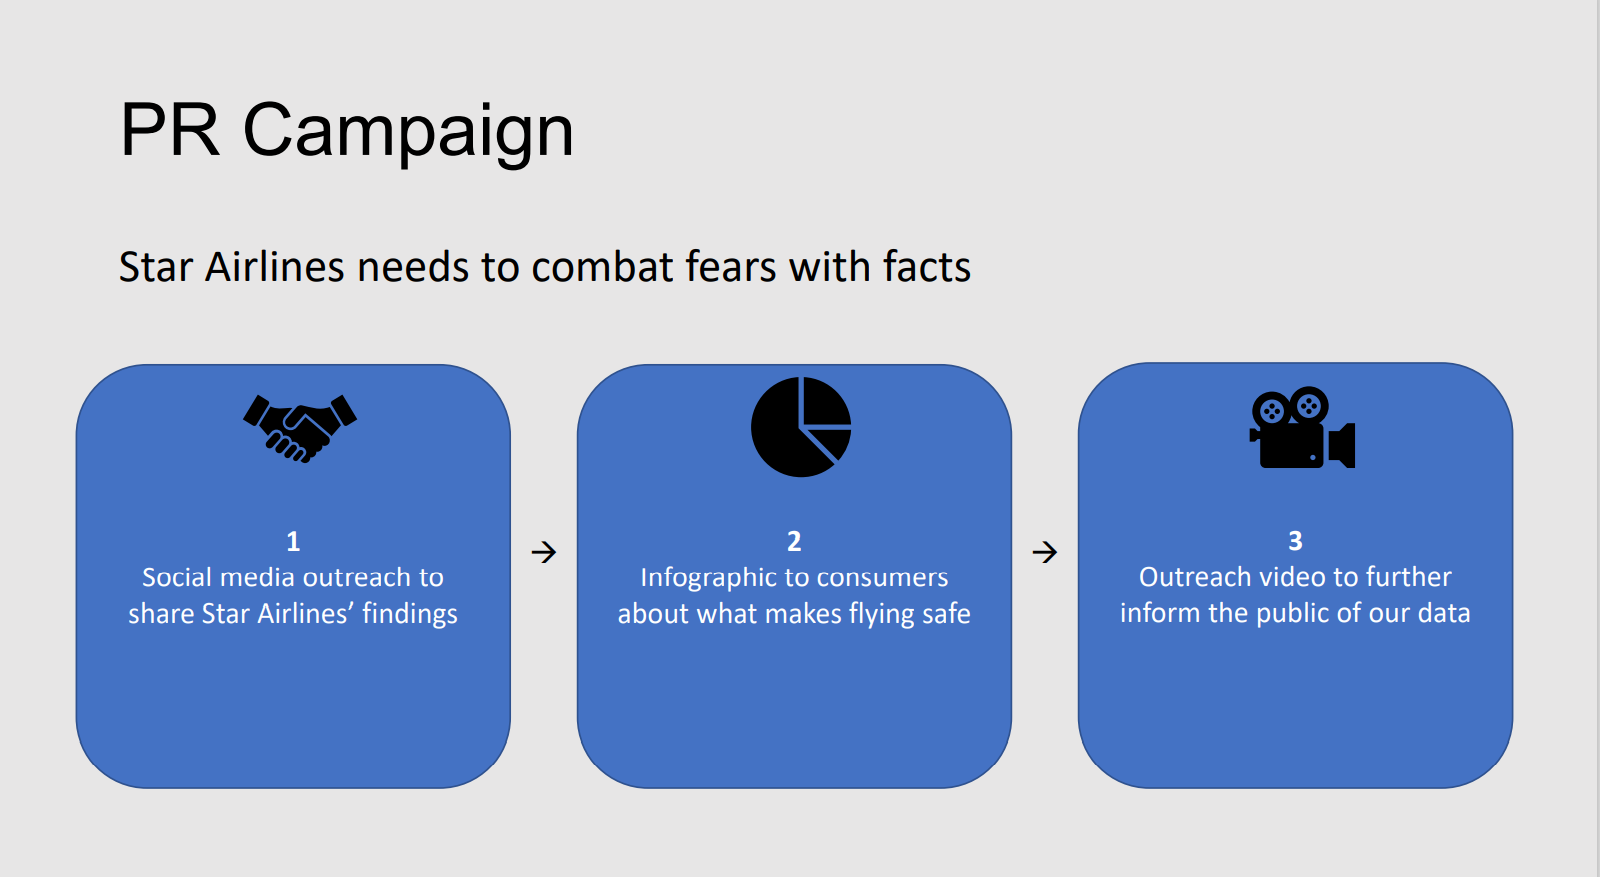 PR Campaign
Star Airlines needs to combat fears with facts
1
Social media outreach to
share Star Airlines’ findings
→
2
Infographic to consumers
about what makes flying safe
→
3
Outreach video to further
inform the public of our data